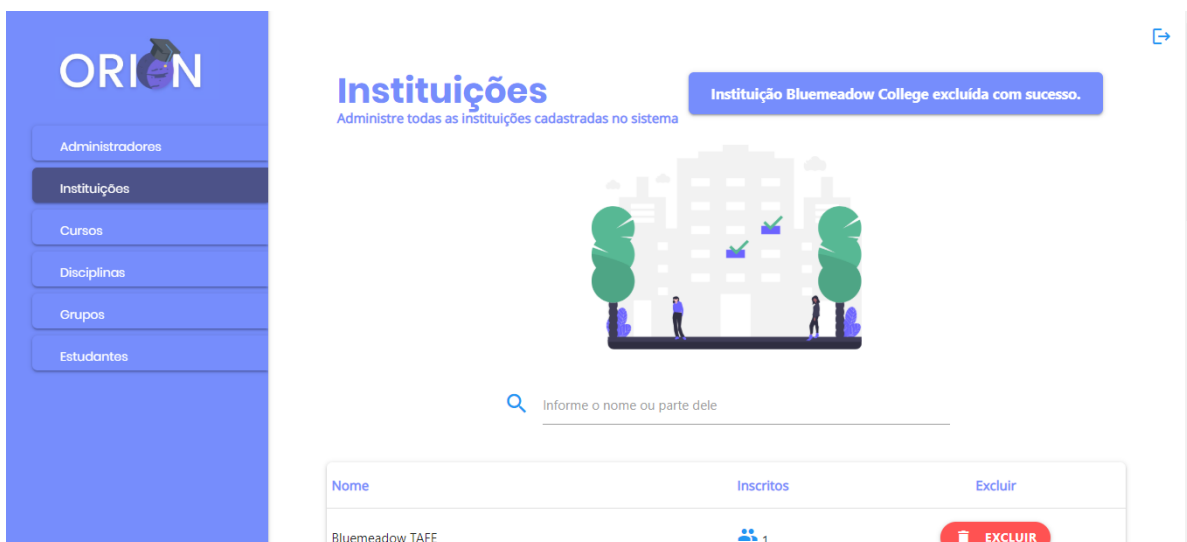 ORION
Administradores
Instituições
Cursos
Disciplinas
Grupos
Estudantes
Instituições
Administre todas as instituições cadastradas no sistema
Instituição Bluemeadow College excluída com sucesso.
Informe o nome ou parte dele
Nome Inscritos Excluir
Bluemeadow TAFE 1 EXCLUIR